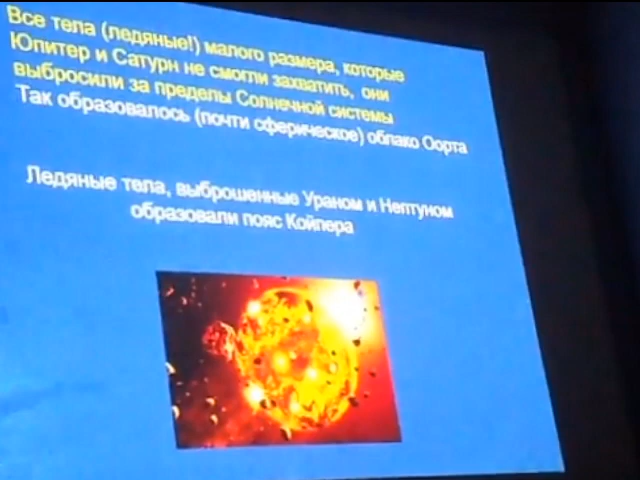 Все тела (ледяные!) малого размера, которые
Юпитер и Сатурн не смогли захватить, они
выбросили за пределы Солнечной системы
Так образовалось (почти сферическое) облако Оорта
Ледяные тела, выброшенные Ураном и Нептуном
образовали пояс Койпера